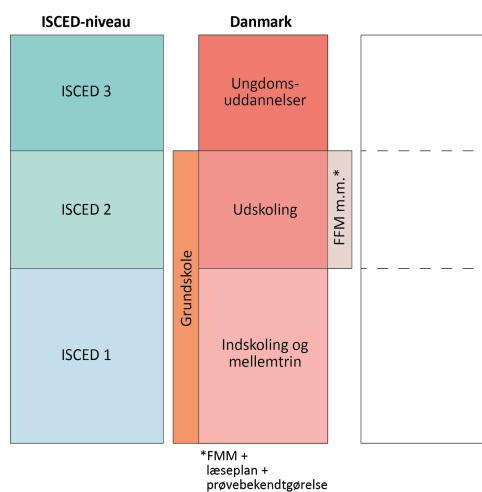 ISCED-niveau
Danmark
ISCED 3
Ungdoms-
uddannelser
ISCED 2
Udskoling
FFM m.m.*
Grundskole
ISCED 1
Indskoling og
mellemtrin
*FMM +
læseplan +
prøvebekendtgørelse